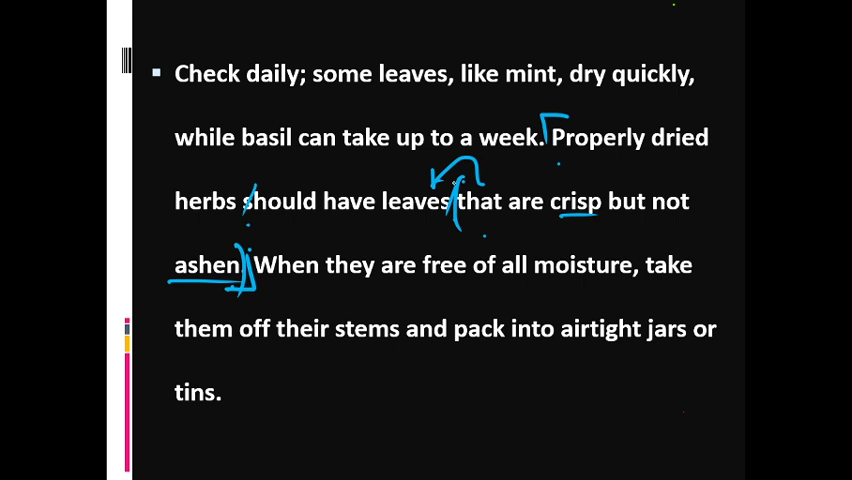 Check daily; some leaves, like mint, dry quickly,
while basil can take up to a week. Properly dried
herbs should have leaves that are crisp but not
ashen. When they are free of all moisture, take
them off their stems and pack into airtight jars or
tins.